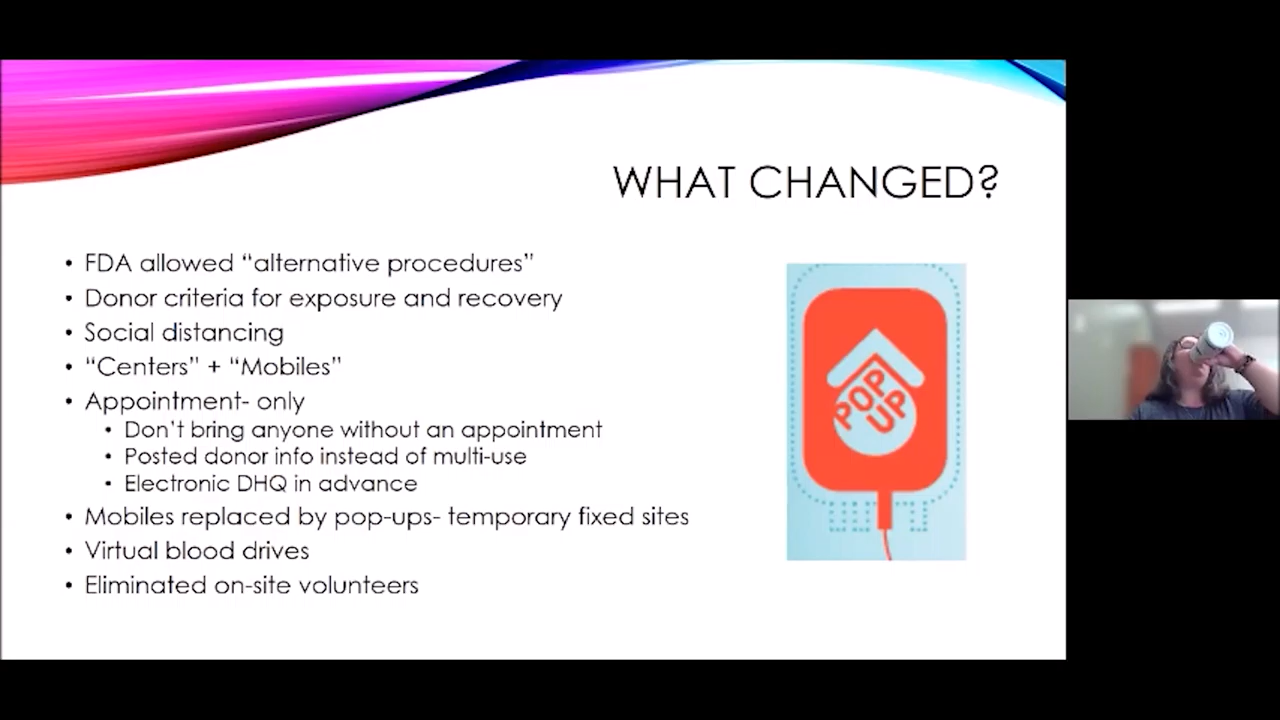 WHAT CHANGED?
• FDA allowed “alternative procedures”
• Donor criteria for exposure and recovery
• Social distancing
• “Centers” + “Mobiles”
• Appointment- only
• Don’t bring anyone without an appointment
• Posted donor info instead of multi-use
• Electronic DHQ in advance
• Mobiles replaced by pop-ups- temporary fixed sites
• Virtual blood drives
• Eliminated on-site volunteers
POP
UP